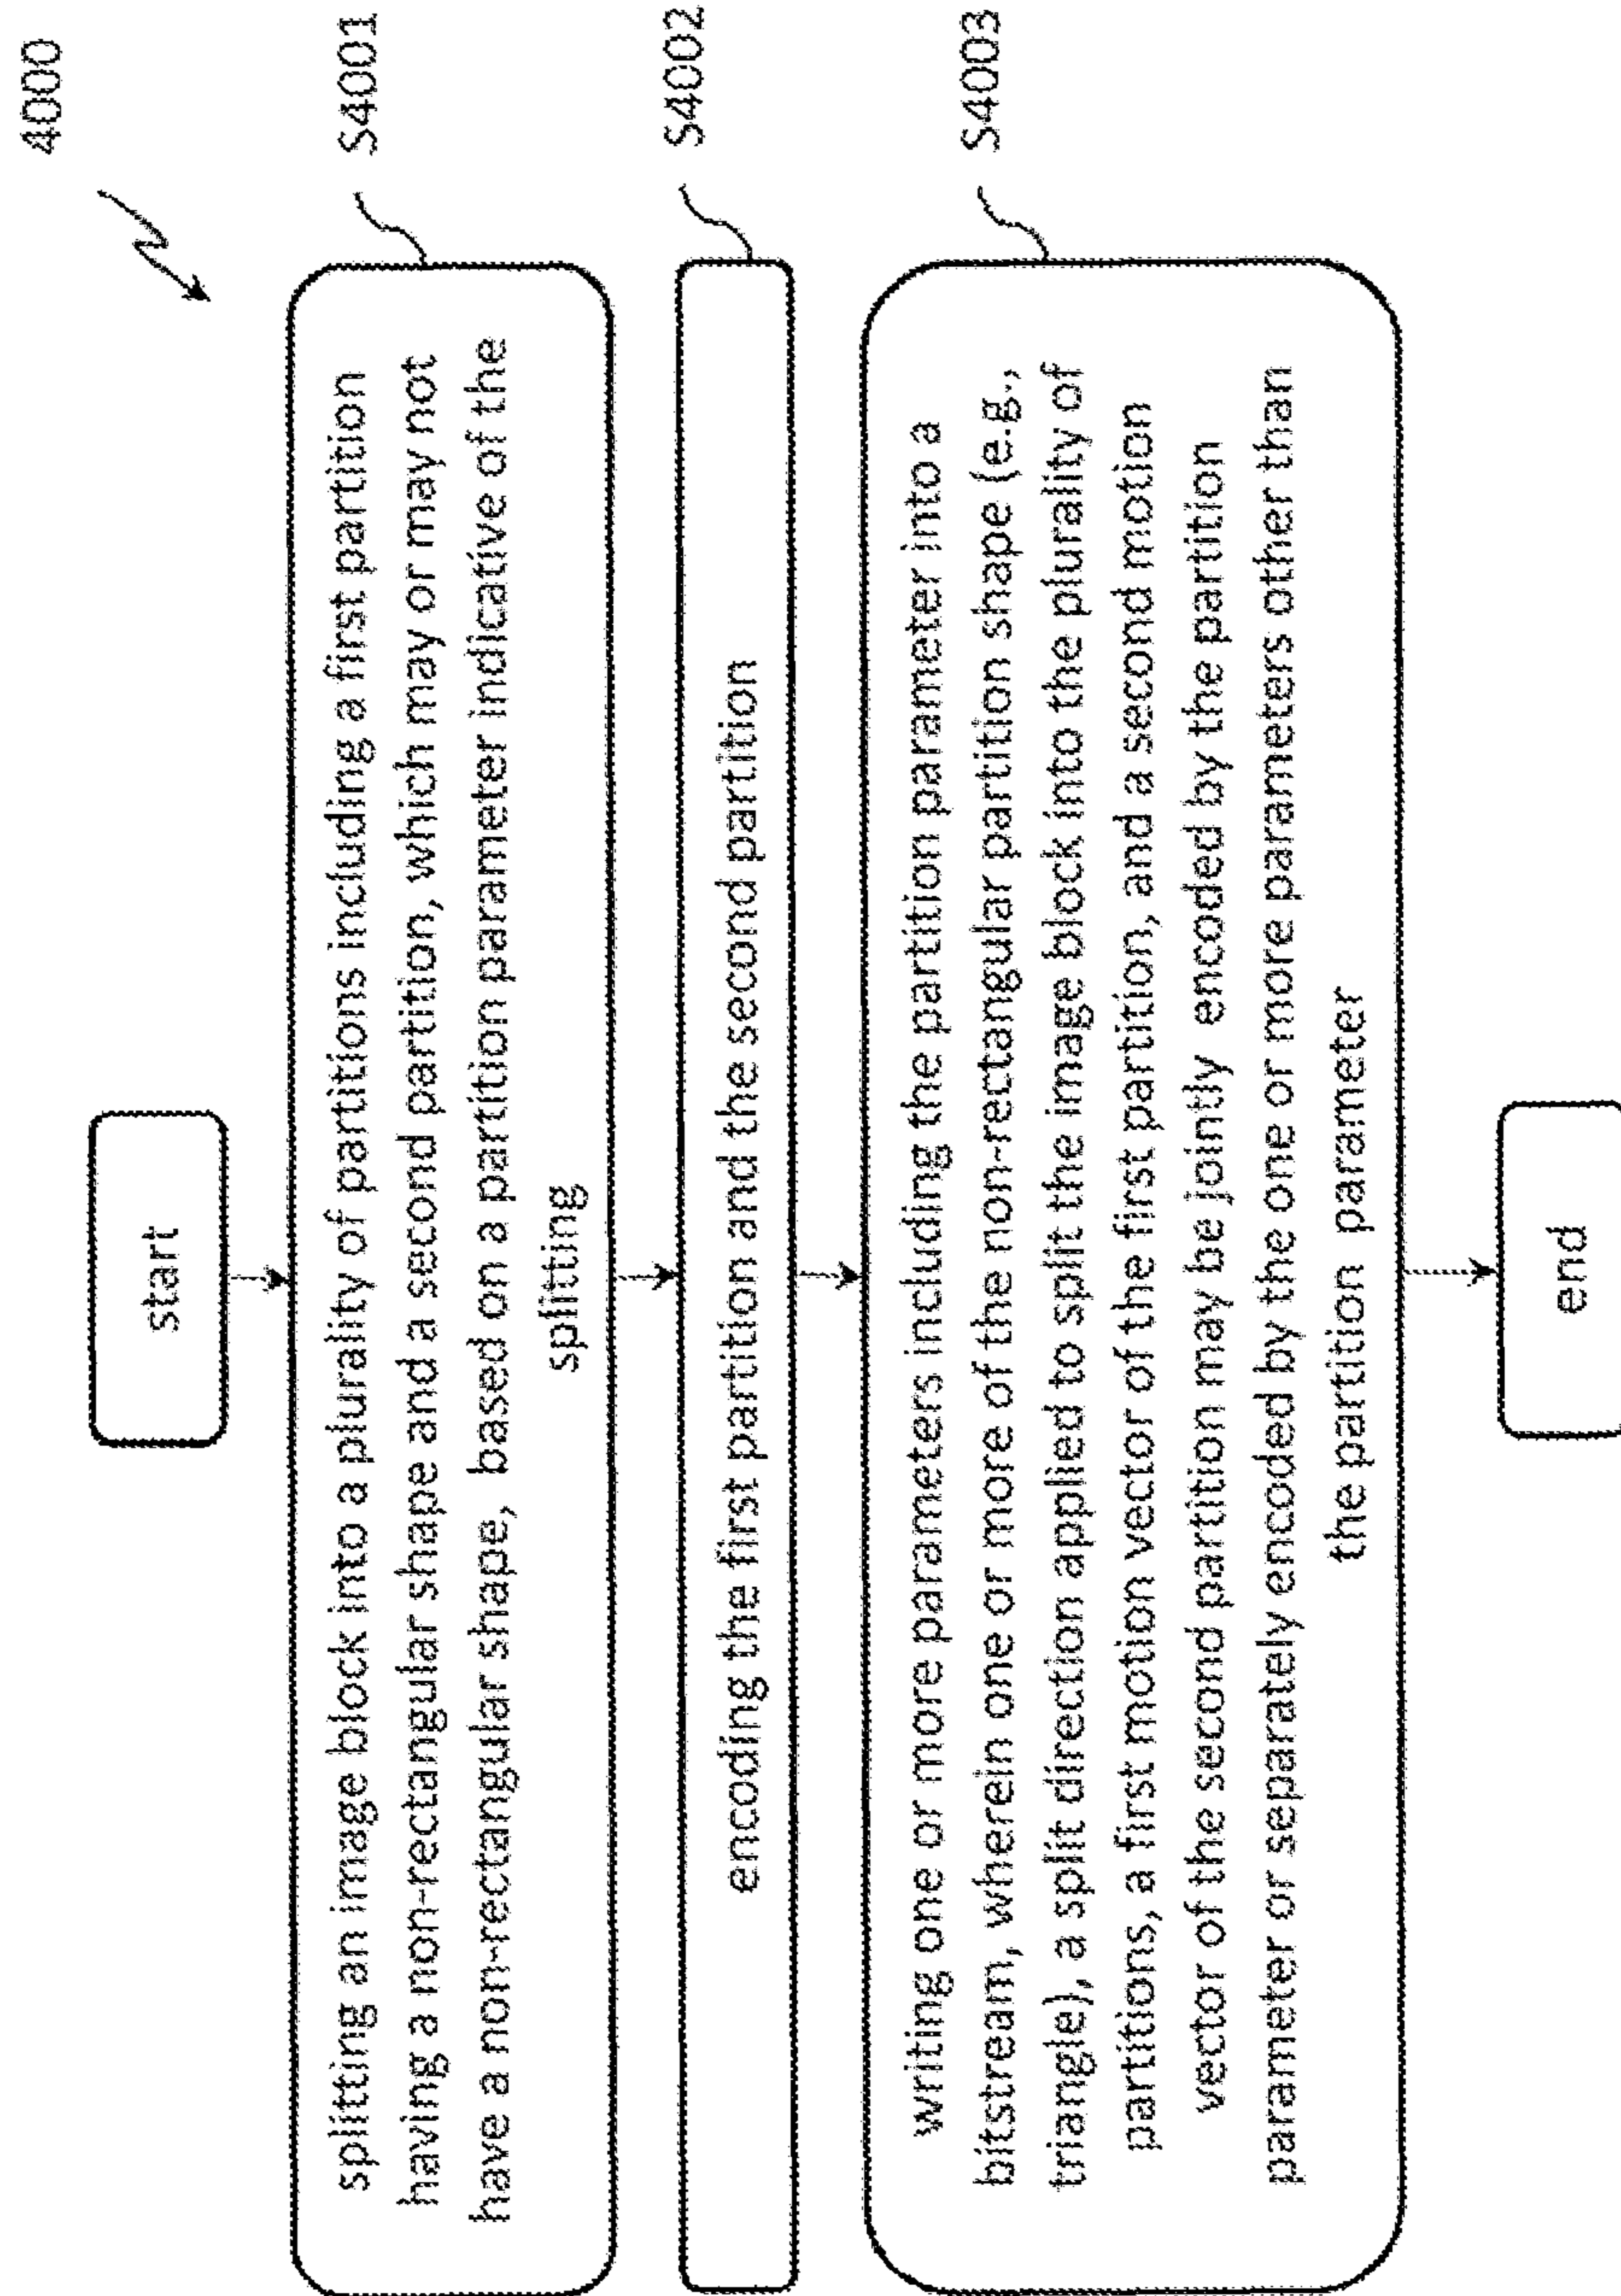 4000
start
splitting an image block into a plurality of partitions including a first partition
having a non-rectangular shape and a second partition, which may or may not
have a non-rectangular shape, based on a partition parameter indicative of the
splitting
S4001
encoding the first partition and the second partition
S4002
writing one or more parameters including the partition parameter into a
bitstream, wherein one or more of the non-rectangular partition shape (e.g.,
triangle), a split direction applied to split the image block into the plurality of
partitions, a first motion vector of the first partition, and a second motion
vector of the second partition may be jointly encoded by the partition
parameter or separately encoded by the one or more parameters other than
the partition parameter
S4003
end